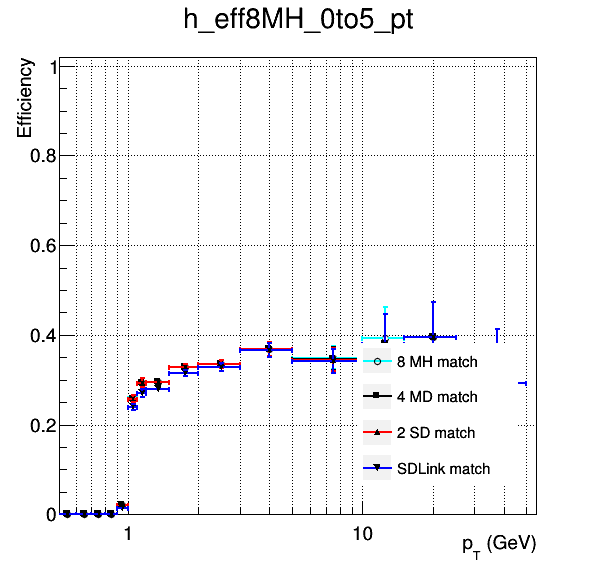 h_eff8MH_0to5_pt
Efficiency
1
0.8
0.6
0.4
0.2
0
8 MH match
4 MD match
2 SD match
SDLink match
1
10
p_T (GeV)